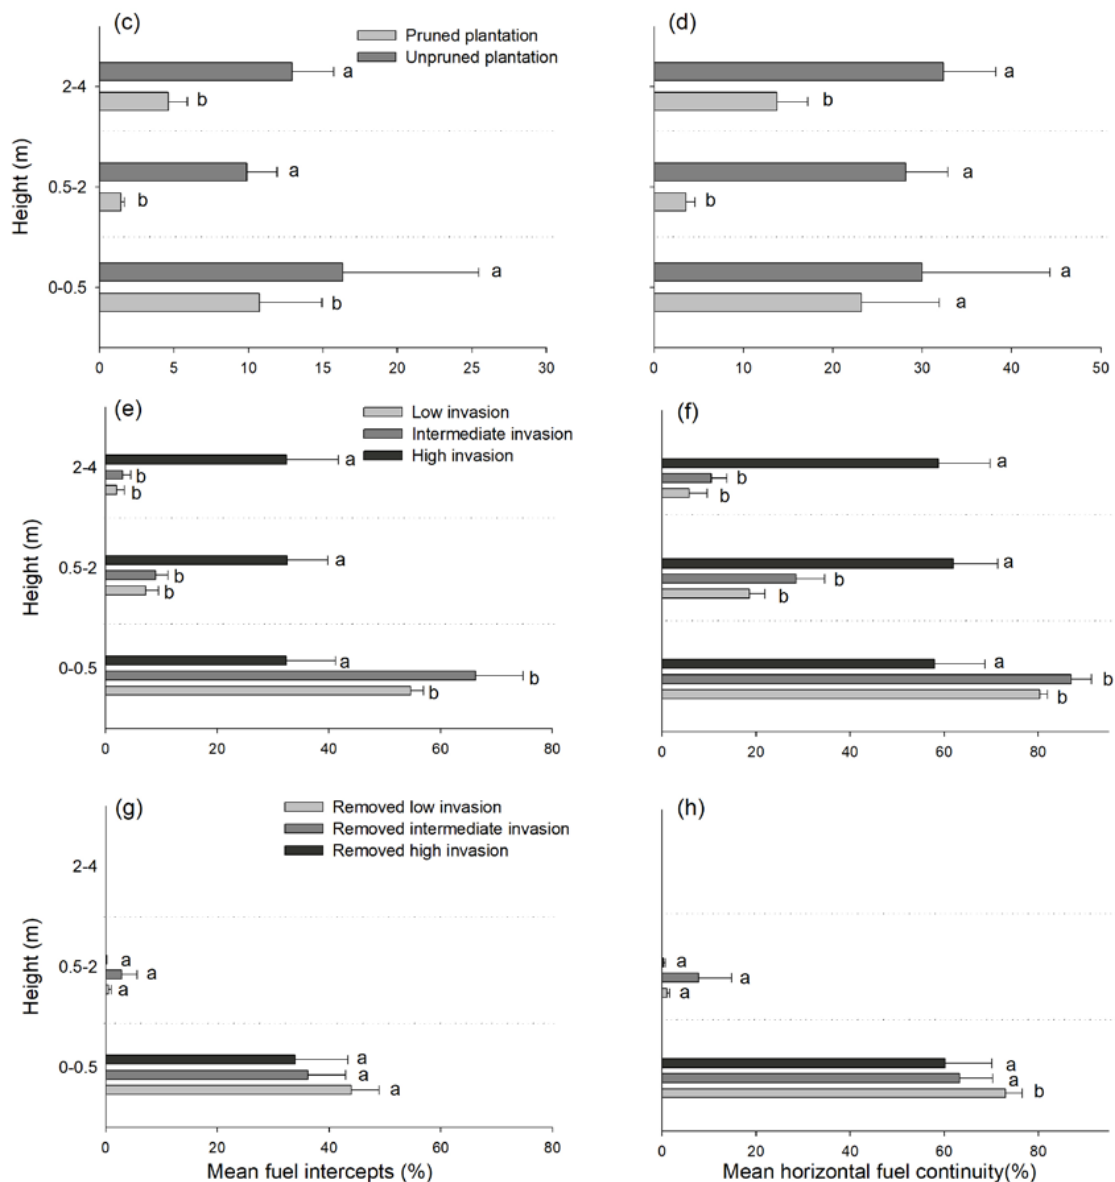 (c)
Pruned plantation
Unpruned plantation
Height (m)
2-4
a
b
0.5-2
a
b
0-0.5
a
b
0 5 10 15 20 25 30
(d)
a
b
a
b
a
a
0 10 20 30 40 50
(e)
Low invasion
Intermediate invasion
High invasion
Height (m)
2-4
a
b
b
0.5-2
a
b
b
0-0.5
a
b
b
0 20 40 60 80
(f)
a
b
b
a
b
b
a
b
b
0 20 40 60 80
(g)
Removed low invasion
Removed intermediate invasion
Removed high invasion
Height (m)
2-4
0.5-2
a
a
a
0-0.5
a
a
a
0 20 40 60 80
Mean fuel intercepts (%)
(h)
a
a
a
a
a
b
0 20 40 60 80
Mean horizontal fuel continuity(%)